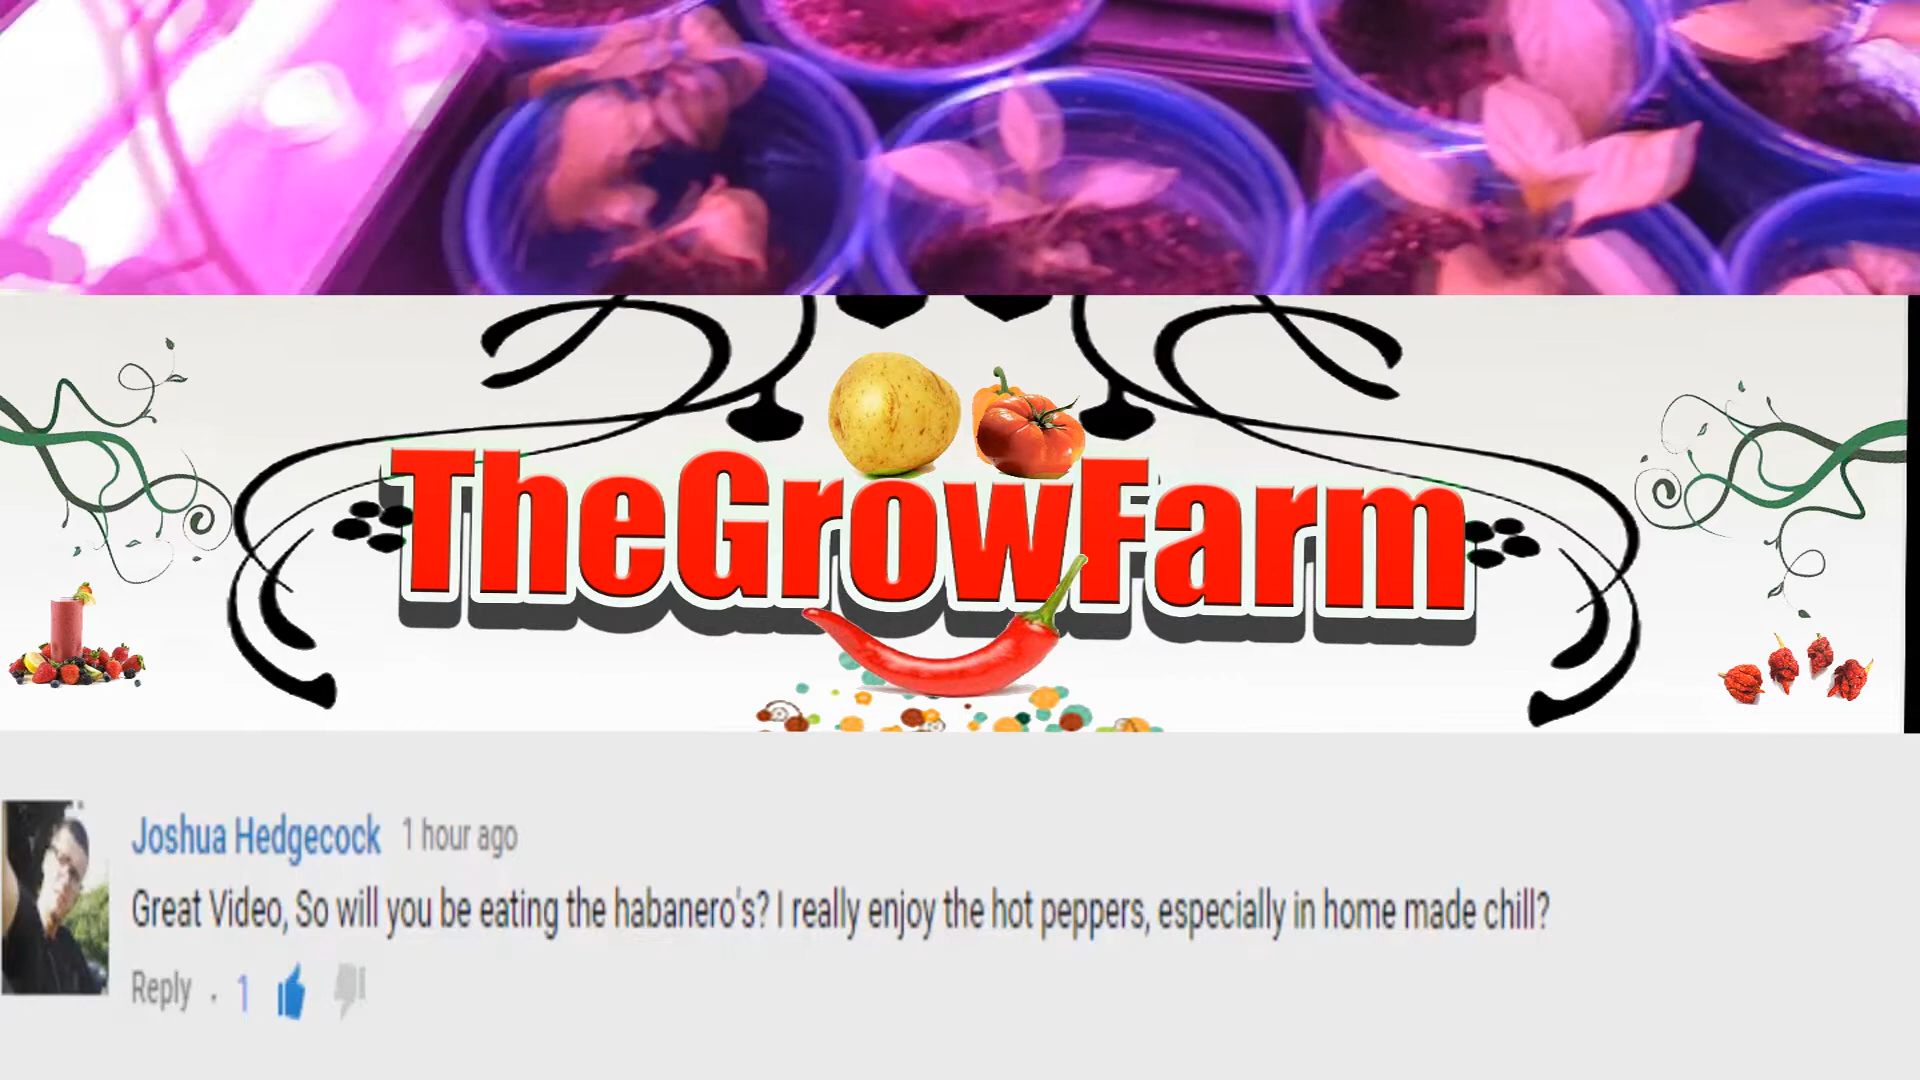 TheGrowFarm
Joshua Hedgecock 1 hour ago
Great Video, So will you be eating the habanero's? I really enjoy the hot peppers, especially in home made chill?
Reply · 1